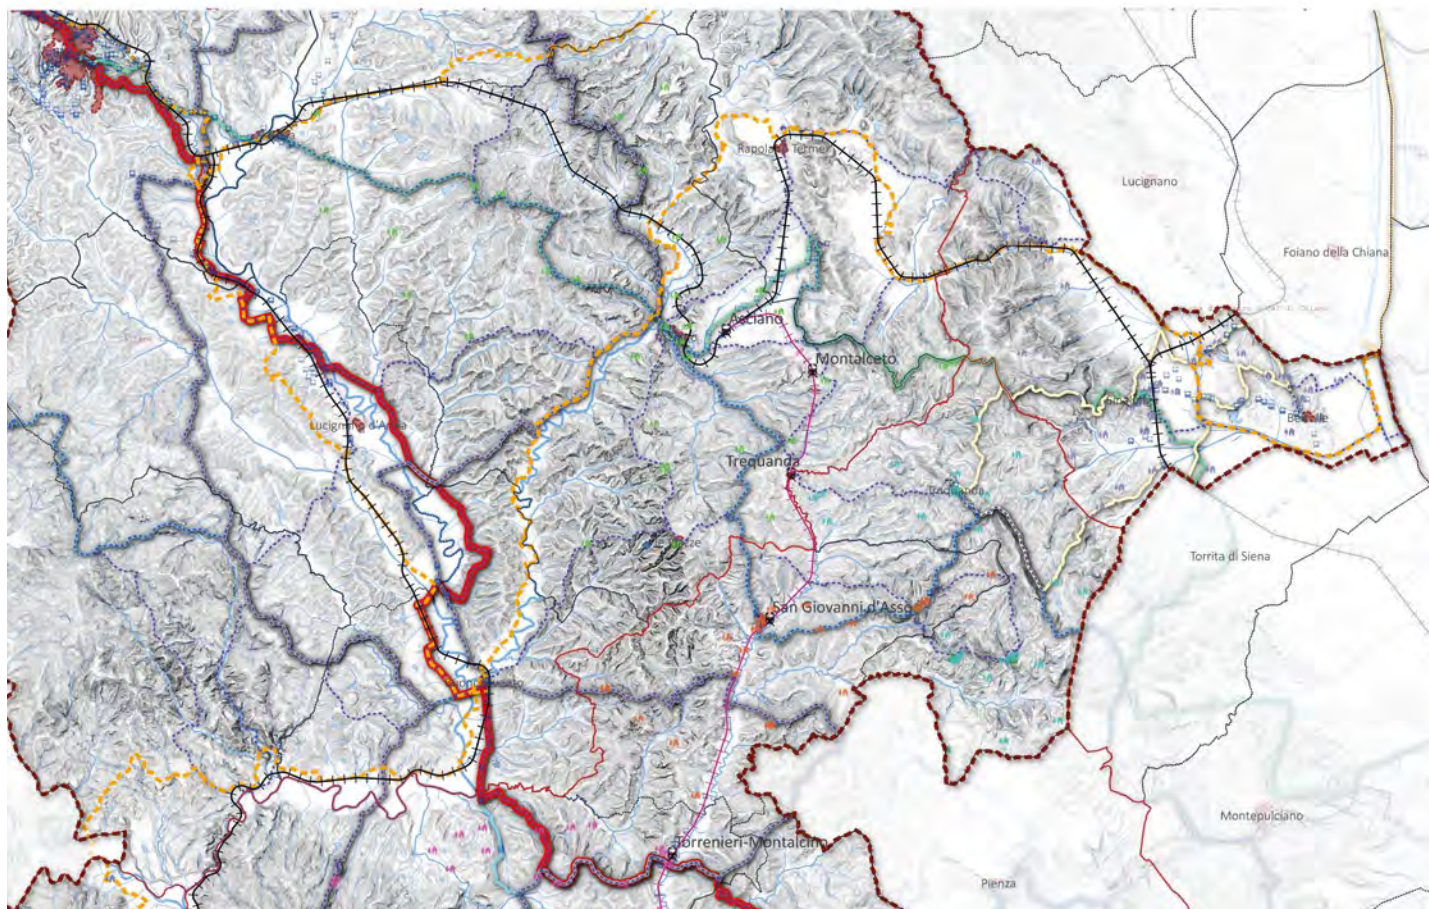 Rapolano Terme
Lucignano
Foiano della Chiana
Asciano
Montalceto
Lucignano d'Arbia
Trequanda
Torrita di Siena
San Giovanni d'Asso
Montepulciano
Torrenieri-Montalcino
Pienza